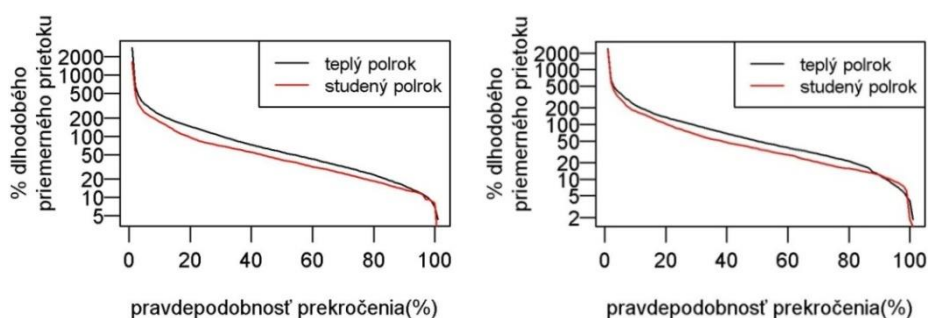 % dlhodobého
priemerného prietoku
2000
1000
500
200
100
50
20
10
5
teplý polrok
studený polrok
0 20 40 60 80 100
pravdepodobnosť prekročenia(%)
% dlhodobého
priemerného prietoku
2000
1000
500
200
100
50
20
10
5
2
teplý polrok
studený polrok
0 20 40 60 80 100
pravdepodobnosť prekročenia(%)